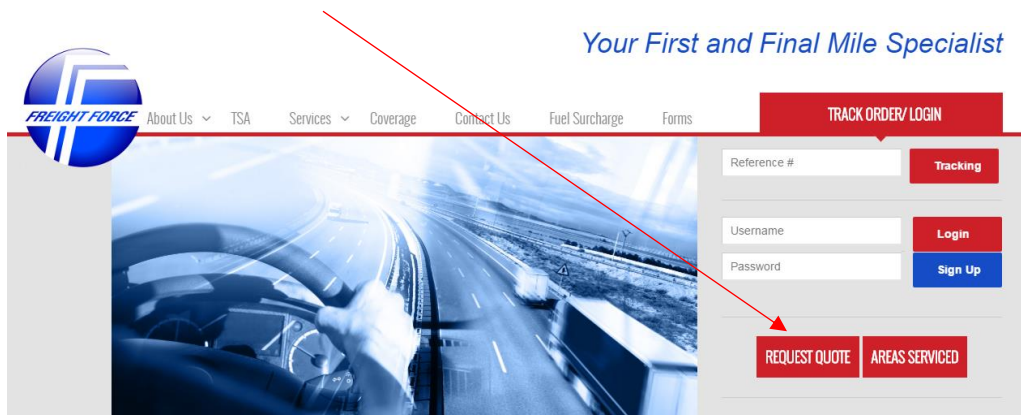 Your First and Final Mile Specialist
FREIGHT FORCE
About Us TSA Services Coverage Contact Us Fuel Surcharge Forms
TRACK ORDER/ LOGIN
Reference # Tracking
Username Login
Password Sign Up
REQUEST QUOTE AREAS SERVICED